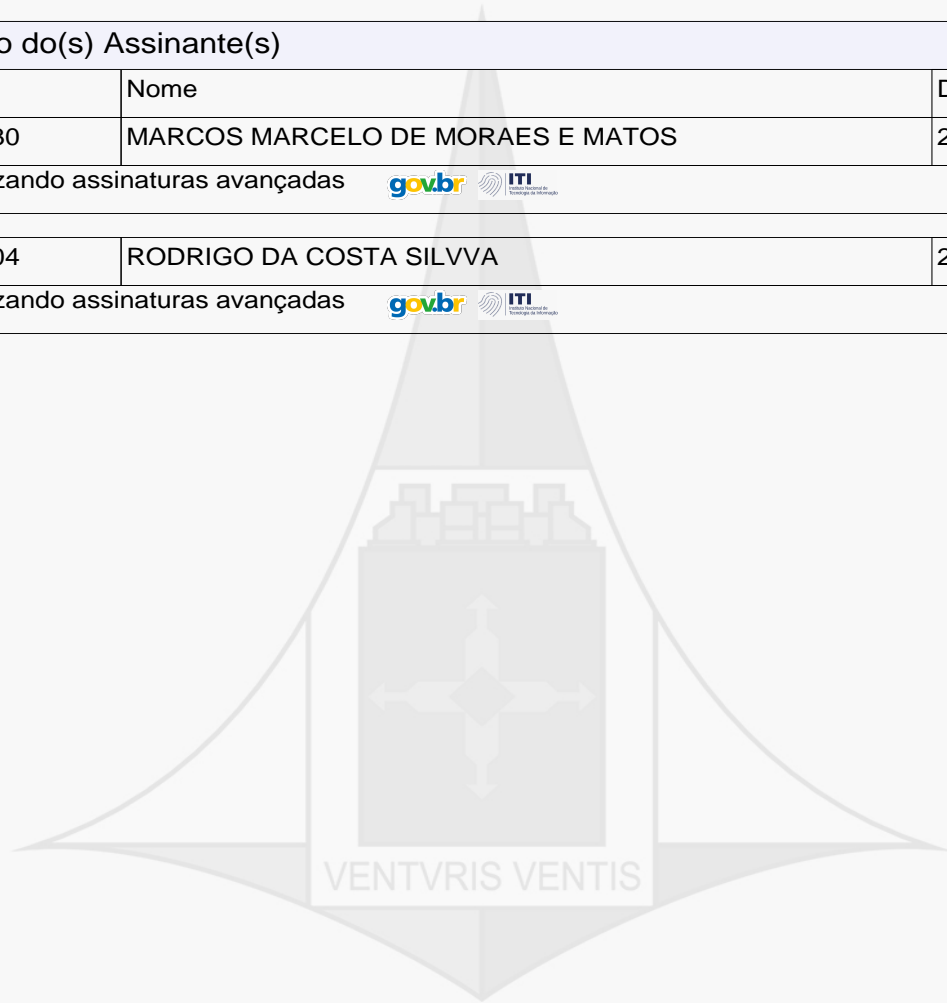 o do(s) Assinante(s)
Nome D
30 MARCOS MARCELO DE MORAES E MATOS 2
zando assinaturas avançadas gov.br ITI
04 RODRIGO DA COSTA SILVVA 2
zando assinaturas avançadas gov.br ITI
VENTVRIS VENTIS